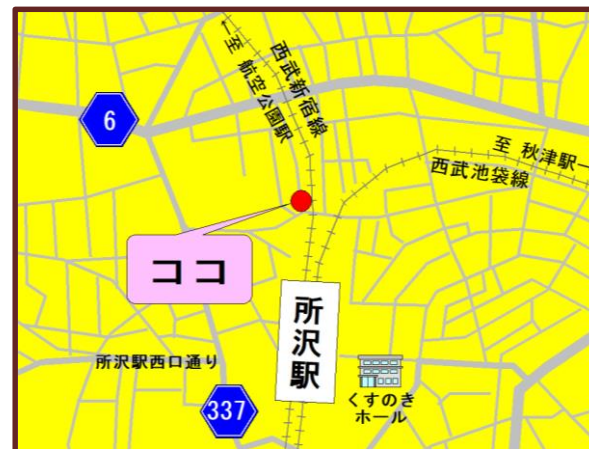 ←至 航空公園駅
西武新宿線
6
至 秋津駅→
西武池袋線
ココ
所沢駅
所沢駅西口通り
337
くすのき
ホール